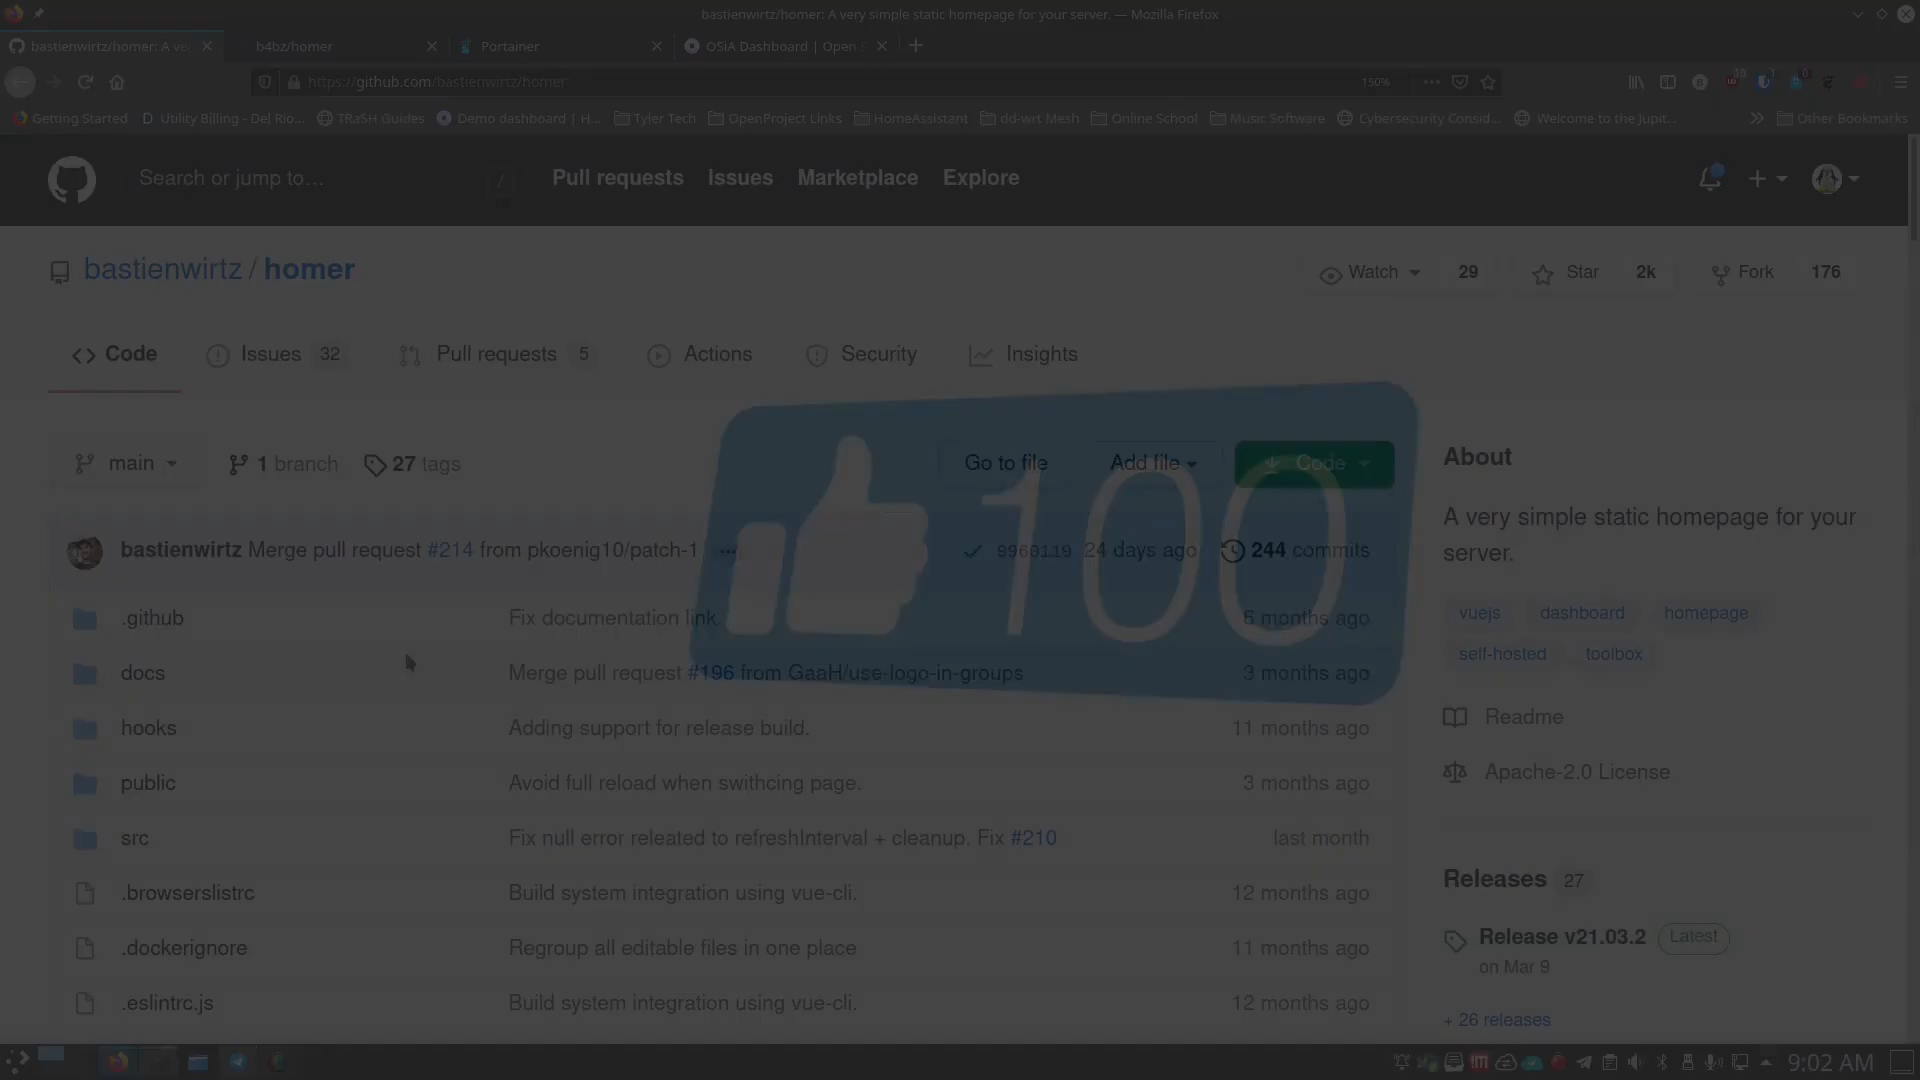 bastienwirtz/homer: A very simple static homepage for your server. — Mozilla Firefox
bastienwirtz/homer: A ve
b4bz/homer
Portainer
OSiA Dashboard | Open S
https://github.com/bastienwirtz/homer
150%
Getting Started
Utility Billing - Del Rio...
TRaSH Guides
Demo dashboard | H...
Tyler Tech
OpenProject Links
HomeAssistant
dd-wrt Mesh
Online School
Music Software
Cybersecurity Consid...
Welcome to the Jupit...
Other Bookmarks
Search or jump to...
/
Pull requests
Issues
Marketplace
Explore
bastienwirtz / homer
Watch 29
Star 2k
Fork 176
Code
Issues 32
Pull requests 5
Actions
Security
Insights
main
1 branch
27 tags
Go to file
Add file
Code
100
bastienwirtz Merge pull request #214 from pkoenig10/patch-1 ...
9960119 24 days ago
244 commits
.github Fix documentation link. 6 months ago
docs Merge pull request #196 from GaaH/use-logo-in-groups 3 months ago
hooks Adding support for release build. 11 months ago
public Avoid full reload when swithcing page. 3 months ago
src Fix null error releated to refreshInterval + cleanup. Fix #210 last month
.browserslistrc Build system integration using vue-cli. 12 months ago
.dockerignore Regroup all editable files in one place 11 months ago
.eslintrc.js Build system integration using vue-cli. 12 months ago
About
A very simple static homepage for your
server.
vuejs dashboard homepage
self-hosted toolbox
Readme
Apache-2.0 License
Releases 27
Release v21.03.2 Latest
on Mar 9
+ 26 releases
9:02 AM